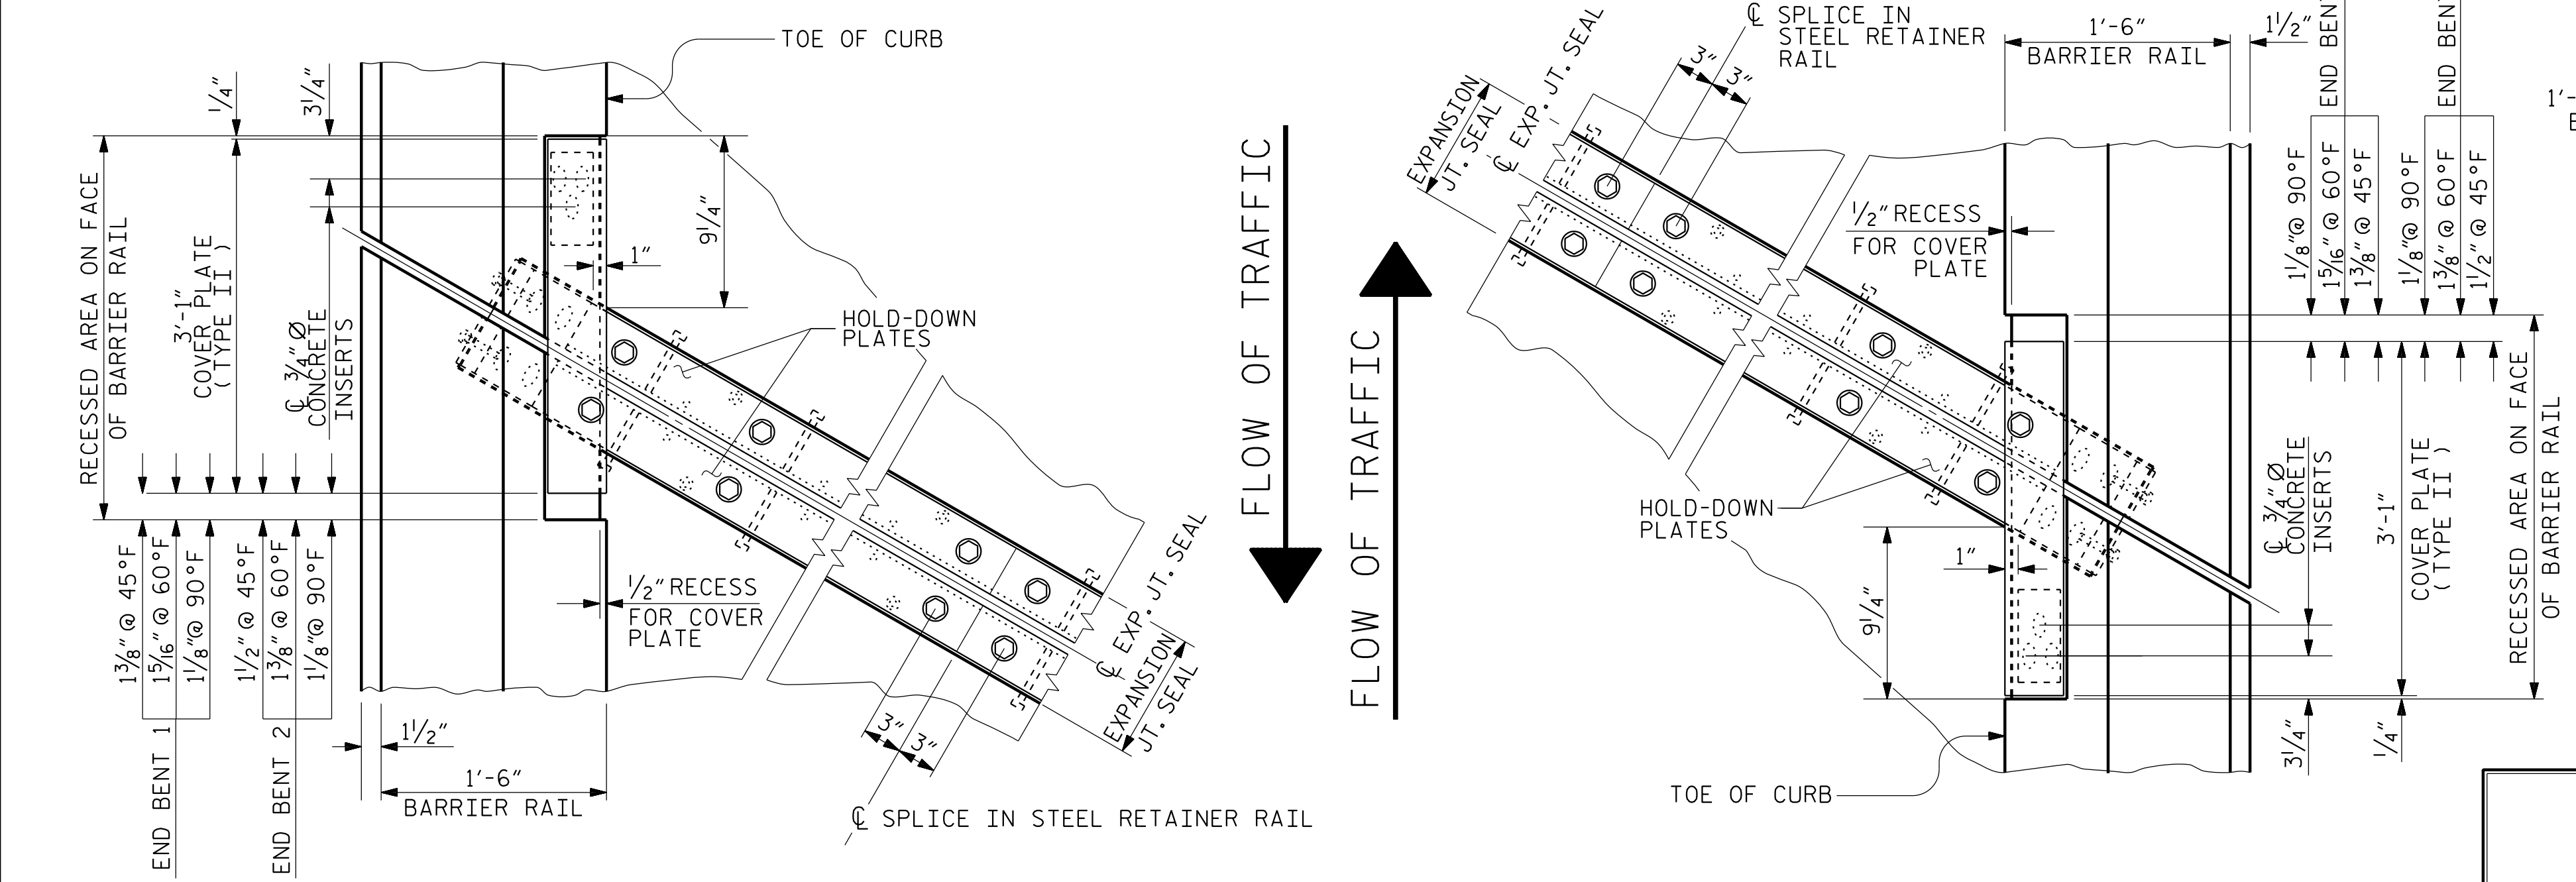 TOE OF CURB
1/4"
3 1/4"
RECESSED AREA ON FACE
OF BARRIER RAIL
3'-1"
COVER PLATE
( TYPE II )
℄ 3/4" Ø
CONCRETE
INSERTS
9 1/4"
1"
HOLD-DOWN
PLATES
1/2" RECESS
FOR COVER
PLATE
1 3/8" @ 45°F
1 5/16" @ 60°F
1 1/8" @ 90°F
1 1/2" @ 45°F
1 3/8" @ 60°F
1 1/8" @ 90°F
END BENT 1
END BENT 2
1 1/2"
1'-6"
BARRIER RAIL
3"
3"
℄ SPLICE IN STEEL RETAINER RAIL
℄ EXP. JT. SEAL
EXPANSION
JT. SEAL
FLOW OF TRAFFIC
FLOW OF TRAFFIC
℄ SPLICE IN
STEEL RETAINER
RAIL
3"
3"
EXPANSION
JT. SEAL
℄ EXP. JT. SEAL
1'-6"
BARRIER RAIL
1 1/2"
END BENT
END BENT
1 1/8" @ 90°F
1 5/16" @ 60°F
1 3/8" @ 45°F
1 1/8" @ 90°F
1 3/8" @ 60°F
1 1/2" @ 45°F
1/2" RECESS
FOR COVER
PLATE
HOLD-DOWN
PLATES
1"
9 1/4"
℄ 3/4" Ø
CONCRETE
INSERTS
3'-1"
COVER PLATE
( TYPE II )
RECESSED AREA ON FACE
OF BARRIER RAIL
3 1/4"
1/4"
TOE OF CURB
1'-